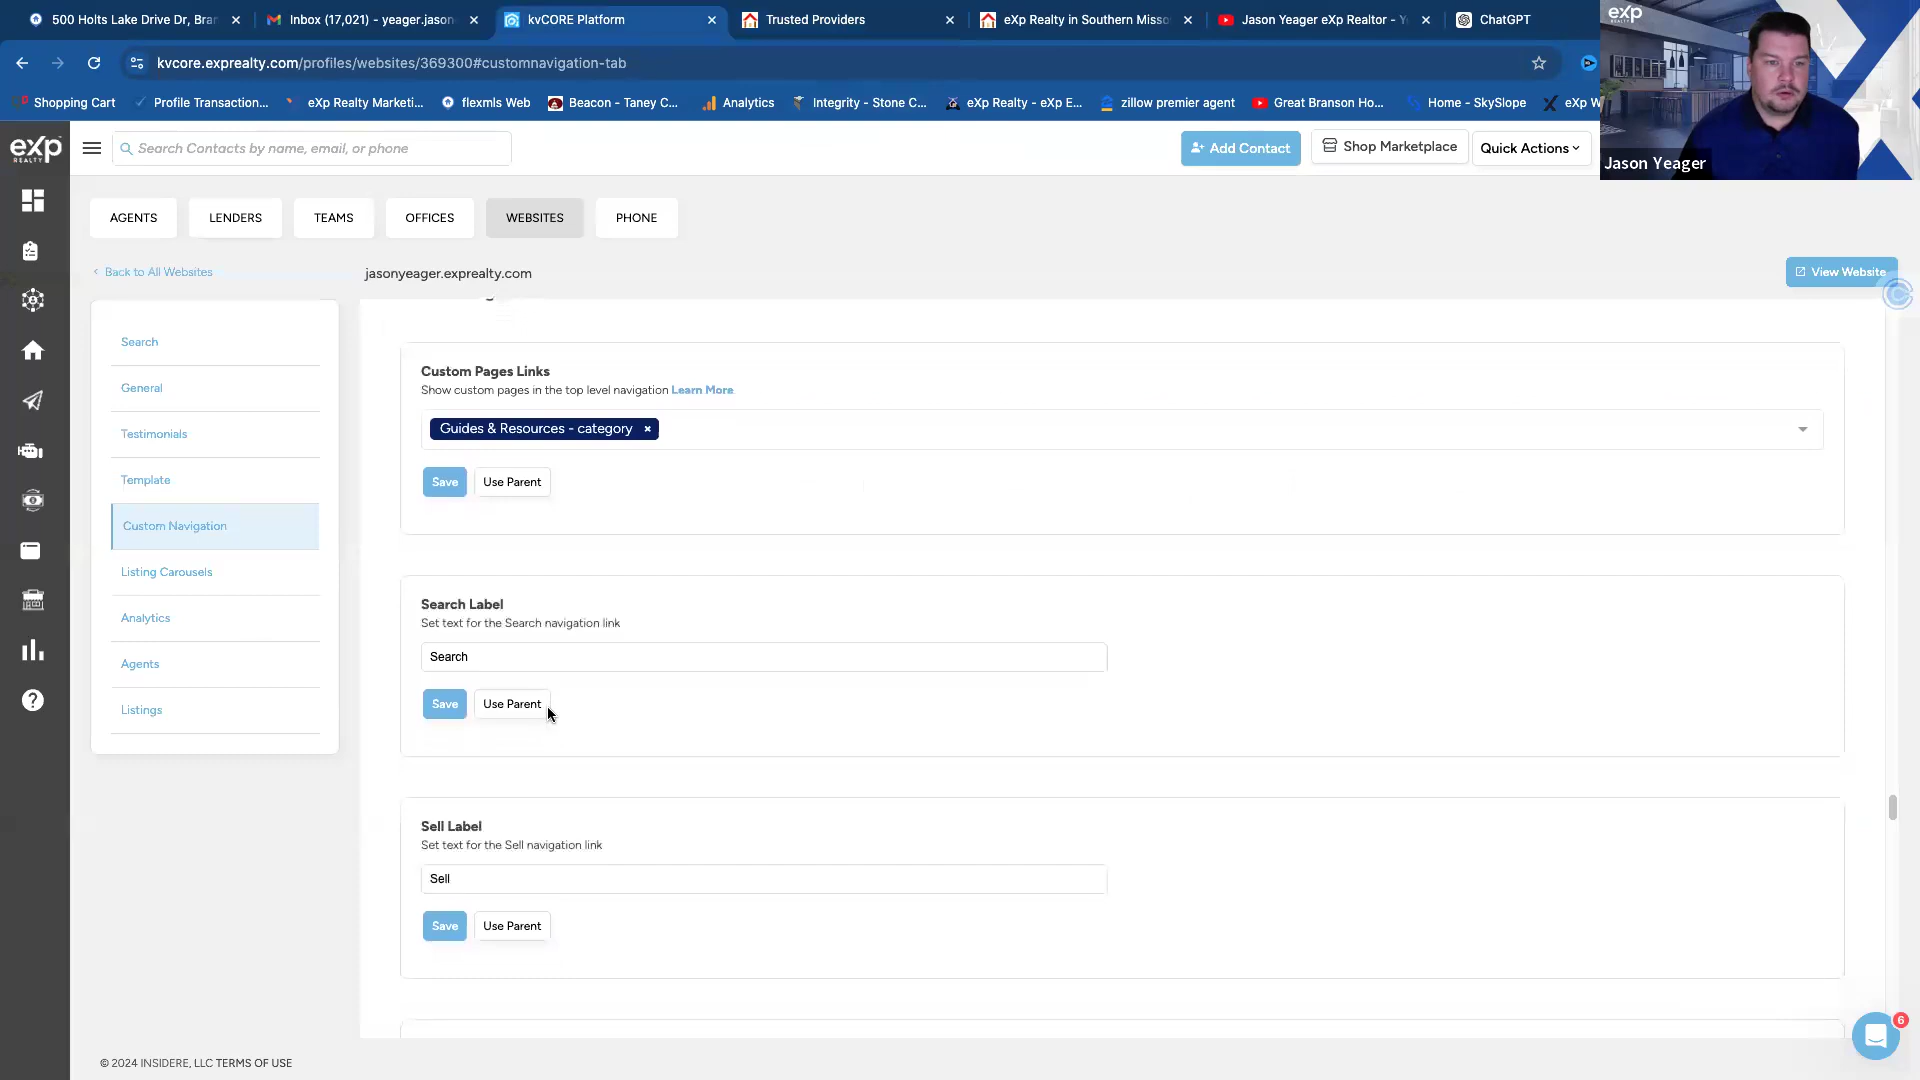 500 Holts Lake Drive Dr, Bran
Inbox (17,021) - yeager.jason
kvCORE Platform
Trusted Providers
eXp Realty in Southern Misso
Jason Yeager eXp Realtor - Y
ChatGPT
kvcore.exprealty.com/profiles/websites/369300#customnavigation-tab
Shopping Cart
Profile Transaction...
eXp Realty Marketi...
flexmls Web
Beacon - Taney C...
Analytics
Integrity - Stone C...
eXp Realty - eXp E...
zillow premier agent
Great Branson Ho...
Home - SkySlope
eXp W
eXp
REALTY
Jason Yeager
eXp
REALTY
Search Contacts by name, email, or phone
Add Contact
Shop Marketplace
Quick Actions
AGENTS
LENDERS
TEAMS
OFFICES
WEBSITES
PHONE
< Back to All Websites
jasonyeager.exprealty.com
View Website
Search
General
Testimonials
Template
Custom Navigation
Listing Carousels
Analytics
Agents
Listings
Custom Pages Links
Show custom pages in the top level navigation Learn More
Guides & Resources - category ×
Save
Use Parent
Search Label
Set text for the Search navigation link
Search
Save
Use Parent
Sell Label
Set text for the Sell navigation link
Sell
Save
Use Parent
6
© 2024 INSIDERE, LLC TERMS OF USE